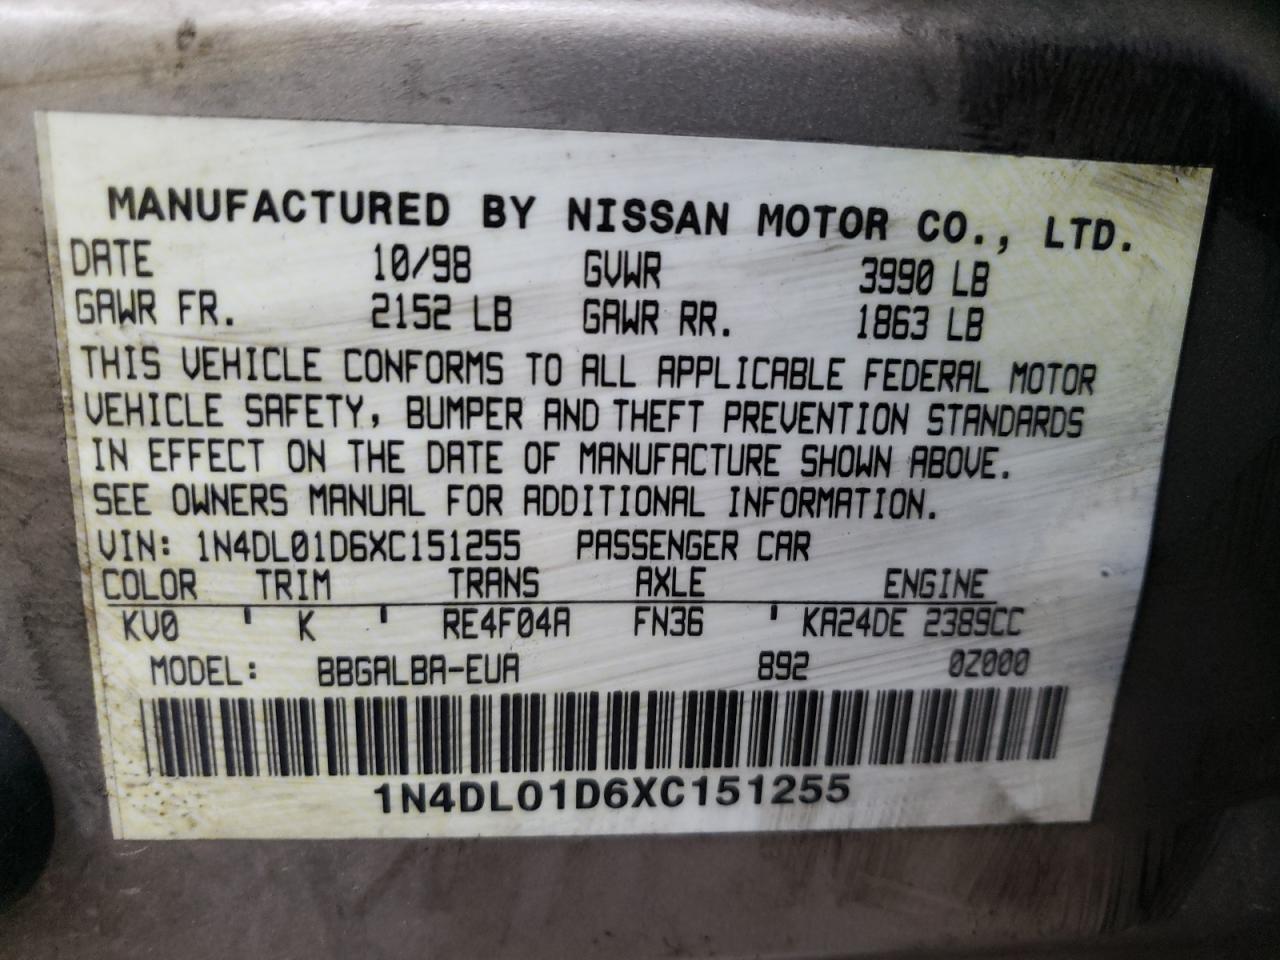 MANUFACTURED BY NISSAN MOTOR CO., LTD.
DATE 10/98 GVWR 3990 LB
GAWR FR. 2152 LB GAWR RR. 1863 LB
THIS VEHICLE CONFORMS TO ALL APPLICABLE FEDERAL MOTOR
VEHICLE SAFETY, BUMPER AND THEFT PREVENTION STANDARDS
IN EFFECT ON THE DATE OF MANUFACTURE SHOWN ABOVE.
SEE OWNERS MANUAL FOR ADDITIONAL INFORMATION.
VIN: 1N4DL01D6XC151255 PASSENGER CAR
COLOR TRIM TRANS AXLE ENGINE
KV0 ' K ' RE4F04A FN36 ' KA24DE 2389CC
MODEL: BBGALBA-EUA 892 0Z000
1N4DL01D6XC151255